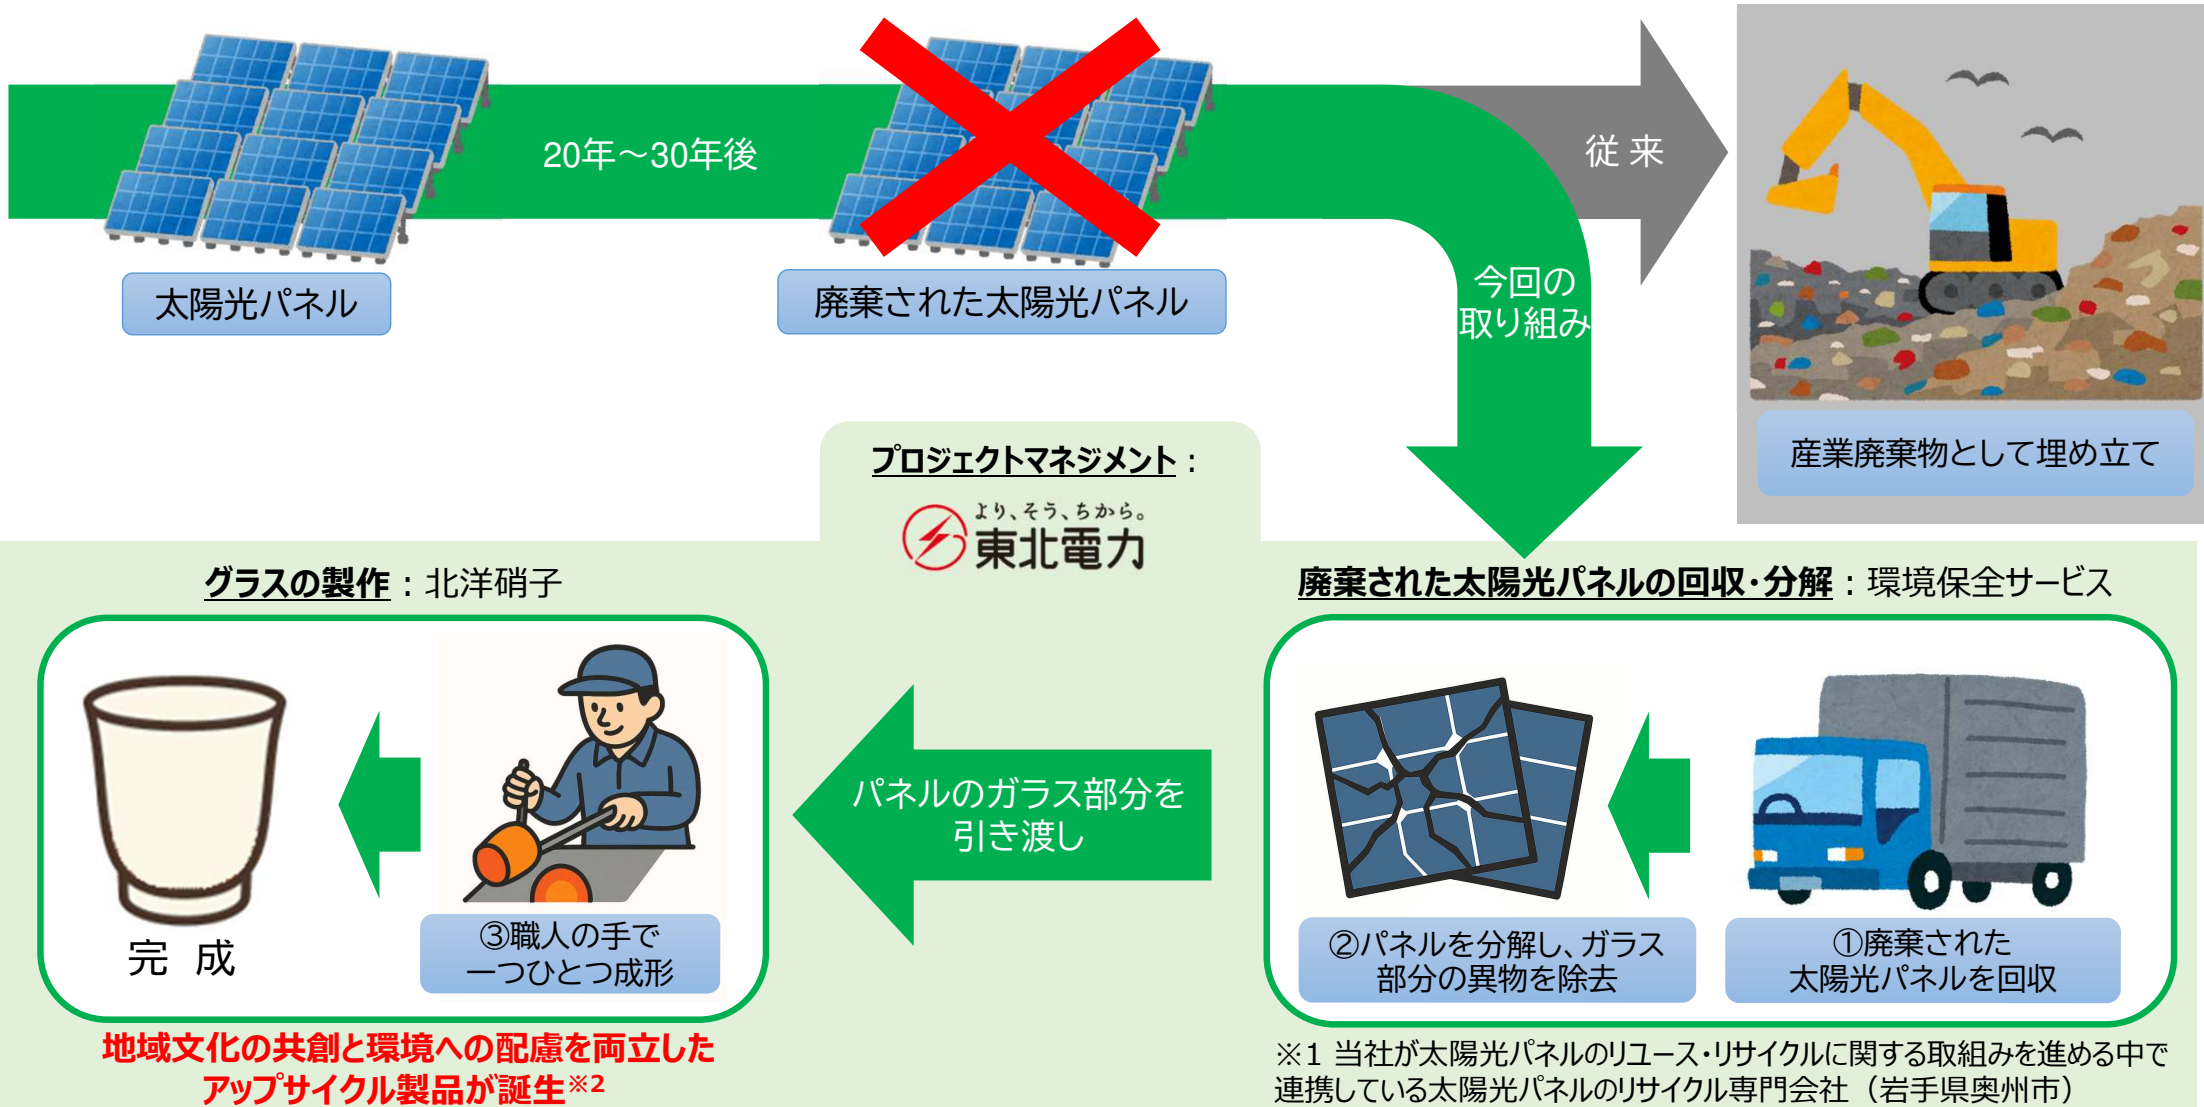 20年～30年後
従 来
太陽光パネル
廃棄された太陽光パネル
今回の
取り組み
産業廃棄物として埋め立て
プロジェクトマネジメント：
より、そう、ちから。
東北電力
廃棄された太陽光パネルの回収・分解：環境保全サービス
①廃棄された
太陽光パネルを回収
②パネルを分解し、ガラス
部分の異物を除去
※1 当社が太陽光パネルのリユース・リサイクルに関する取組みを進める中で
連携している太陽光パネルのリサイクル専門会社（岩手県奥州市）
パネルのガラス部分を
引き渡し
グラスの製作：北洋硝子
③職人の手で
一つひとつ成形
完 成
地域文化の共創と環境への配慮を両立した
アップサイクル製品が誕生※2